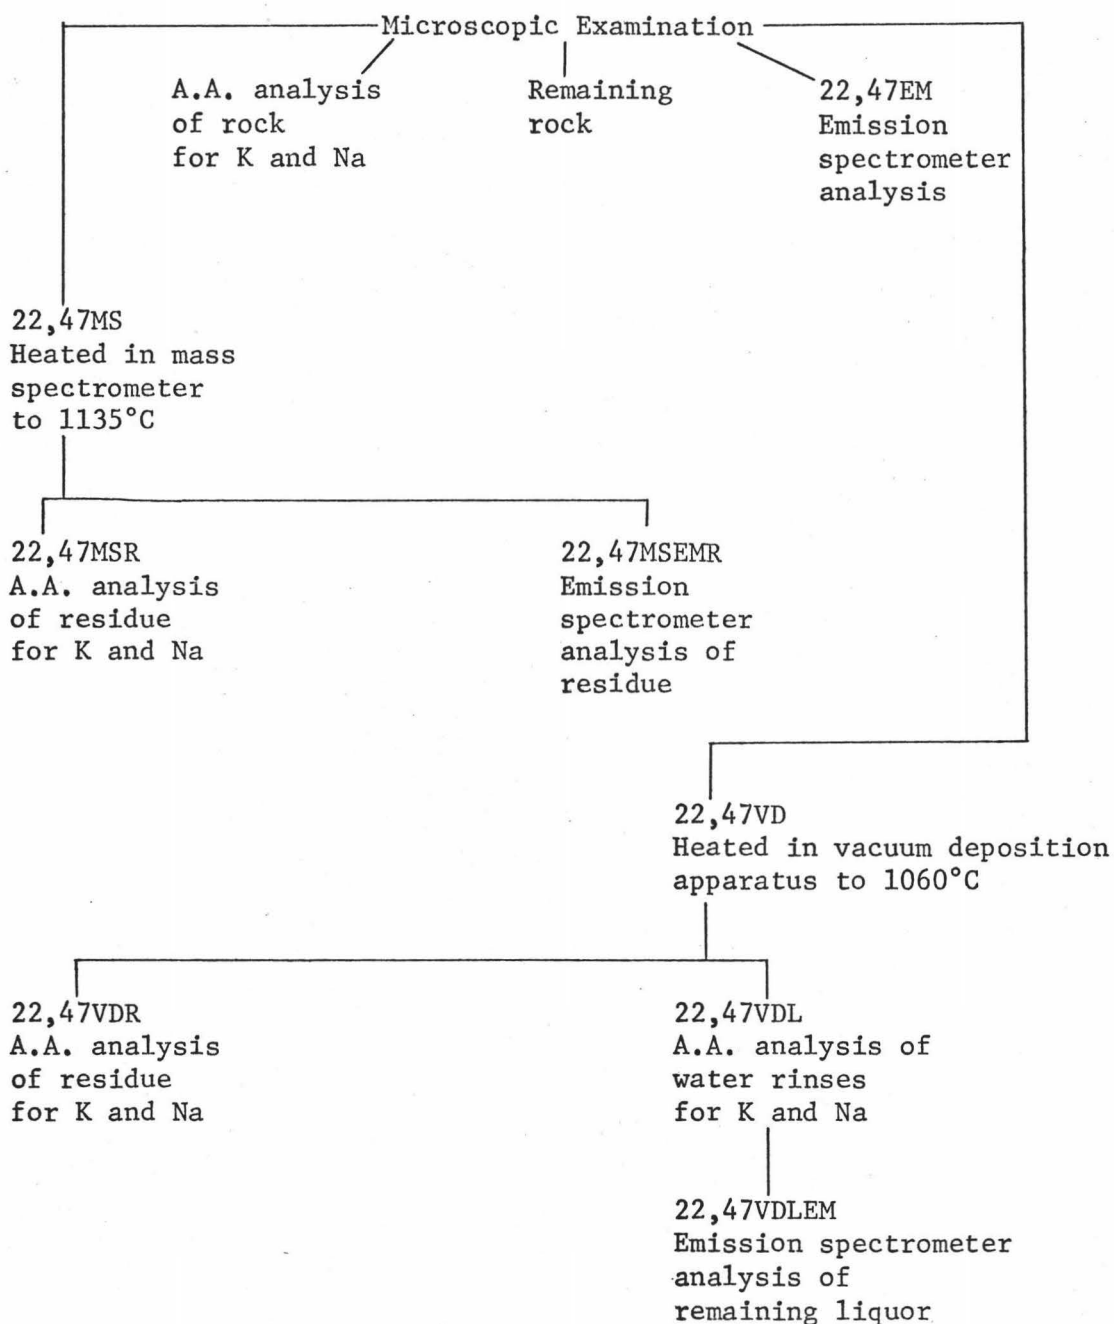 Microscopic Examination
A.A. analysis
of rock
for K and Na
Remaining
rock
22,47EM
Emission
spectrometer
analysis
22,47MS
Heated in mass
spectrometer
to 1135°C
22,47MSR
A.A. analysis
of residue
for K and Na
22,47MSEMR
Emission
spectrometer
analysis of
residue
22,47VD
Heated in vacuum deposition
apparatus to 1060°C
22,47VDR
A.A. analysis
of residue
for K and Na
22,47VDL
A.A. analysis of
water rinses
for K and Na
22,47VDLEM
Emission spectrometer
analysis of
remaining liquor